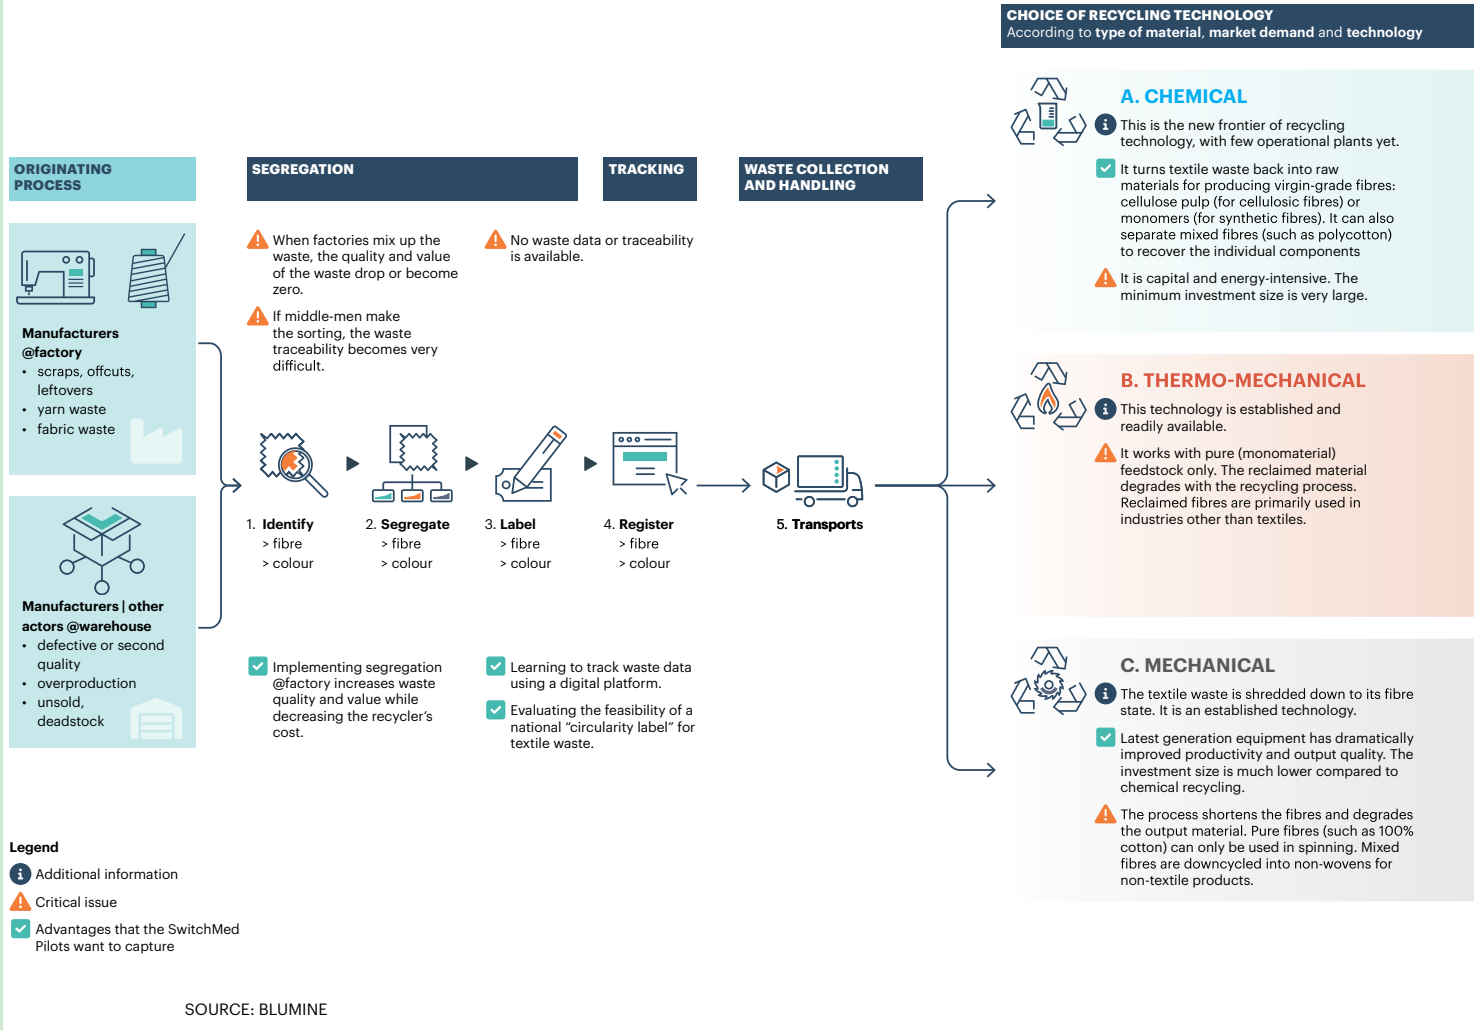 CHOICE OF RECYCLING TECHNOLOGY
According to type of material, market demand and technology
ORIGINATING
PROCESS
Manufacturers
@factory
• scraps, offcuts,
leftovers
• yarn waste
• fabric waste
Manufacturers | other
actors @warehouse
• defective or second
quality
• overproduction
• unsold,
deadstock
SEGREGATION
When factories mix up the
waste, the quality and value
of the waste drop or become
zero.
If middle-men make
the sorting, the waste
traceability becomes very
difficult.
TRACKING
No waste data or traceability
is available.
WASTE COLLECTION
AND HANDLING
1. Identify
> fibre
> colour
2. Segregate
> fibre
> colour
3. Label
> fibre
> colour
4. Register
> fibre
> colour
5. Transports
Implementing segregation
@factory increases waste
quality and value while
decreasing the recycler’s
cost.
Learning to track waste data
using a digital platform.
Evaluating the feasibility of a
national “circularity label” for
textile waste.
A. CHEMICAL
This is the new frontier of recycling
technology, with few operational plants yet.
It turns textile waste back into raw
materials for producing virgin-grade fibres:
cellulose pulp (for cellulosic fibres) or
monomers (for synthetic fibres). It can also
separate mixed fibres (such as polycotton)
to recover the individual components
It is capital and energy-intensive. The
minimum investment size is very large.
B. THERMO-MECHANICAL
This technology is established and
readily available.
It works with pure (monomaterial)
feedstock only. The reclaimed material
degrades with the recycling process.
Reclaimed fibres are primarily used in
industries other than textiles.
C. MECHANICAL
The textile waste is shredded down to its fibre
state. It is an established technology.
Latest generation equipment has dramatically
improved productivity and output quality. The
investment size is much lower compared to
chemical recycling.
The process shortens the fibres and degrades
the output material. Pure fibres (such as 100%
cotton) can only be used in spinning. Mixed
fibres are downcycled into non-wovens for
non-textile products.
Legend
Additional information
Critical issue
Advantages that the SwitchMed
Pilots want to capture
SOURCE: BLUMINE